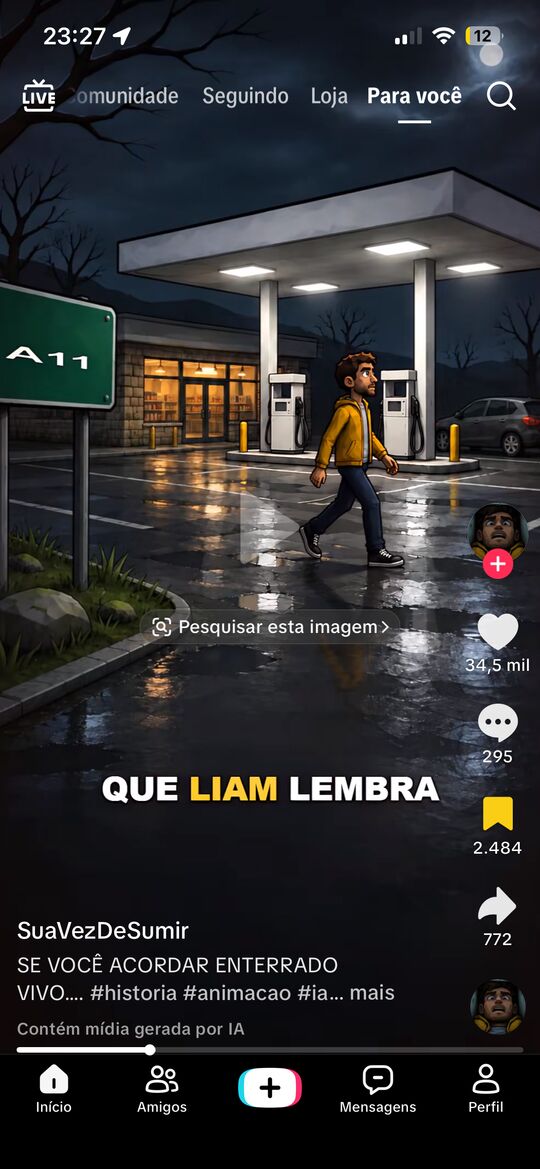 23:27
12
LIVE
omunidade Seguindo Loja Para você
A11
Pesquisar esta imagem
34,5 mil
295
QUE LIAM LEMBRA
2.484
772
SuaVezDeSumir
SE VOCÊ ACORDAR ENTERRADO
VIVO.... #historia #animacao #ia... mais
Contém mídia gerada por IA
Início Amigos Mensagens Perfil